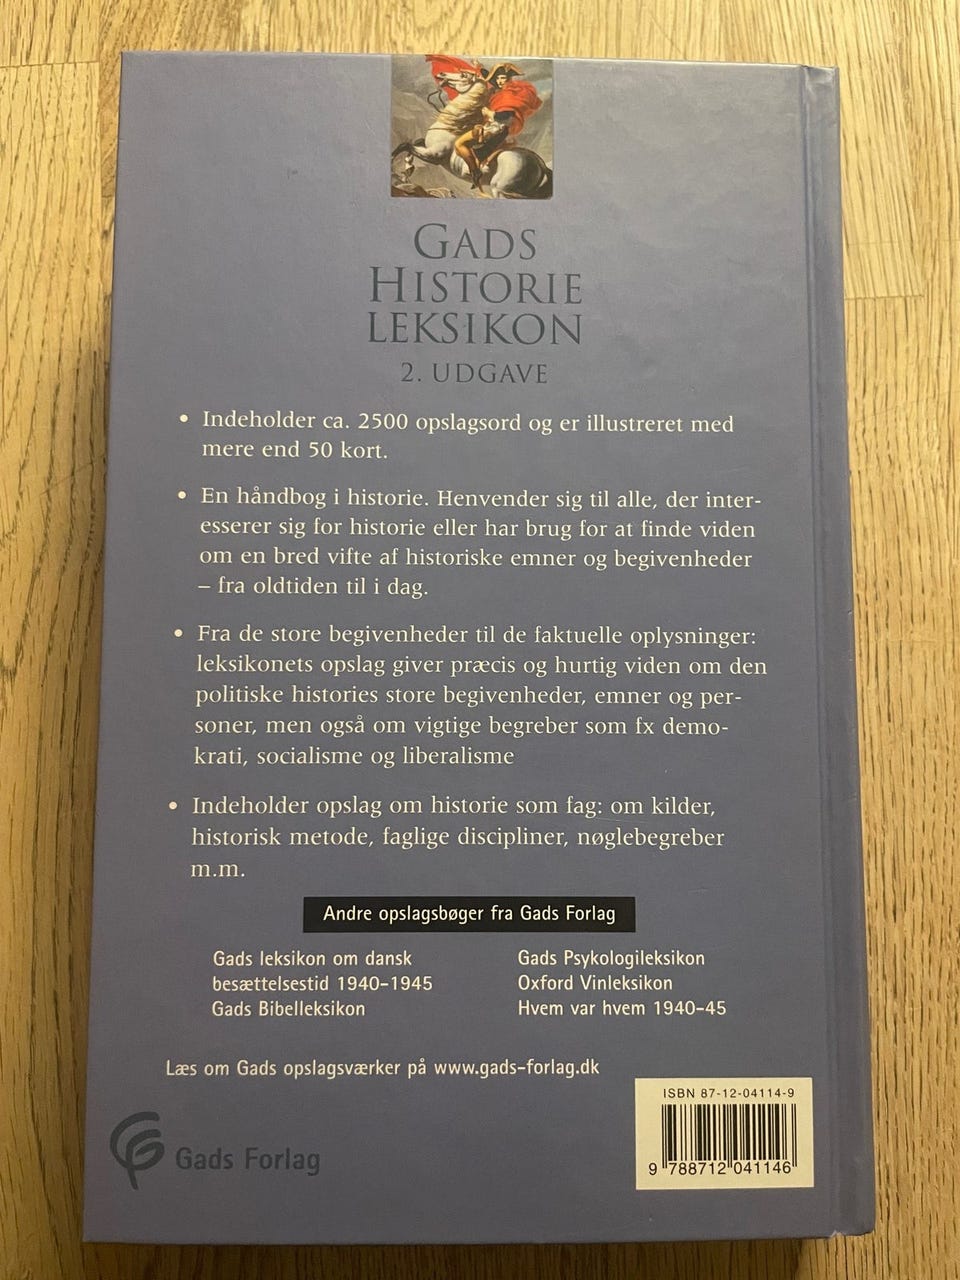 GADS
HISTORIE
LEKSIKON
2. UDGAVE
• Indeholder ca. 2500 opslagsord og er illustreret med
mere end 50 kort.
• En håndbog i historie. Henvender sig til alle, der inter-
esserer sig for historie eller har brug for at finde viden
om en bred vifte af historiske emner og begivenheder
– fra oldtiden til i dag.
• Fra de store begivenheder til de faktuelle oplysninger:
leksikonets opslag giver præcis og hurtig viden om den
politiske histories store begivenheder, emner og per-
soner, men også om vigtige begreber som fx demo-
krati, socialisme og liberalisme
• Indeholder opslag om historie som fag: om kilder,
historisk metode, faglige discipliner, nøglebegreber
m.m.
Andre opslagsbøger fra Gads Forlag
Gads leksikon om dansk
besættelsestid 1940–1945
Gads Bibelleksikon
Gads Psykologileksikon
Oxford Vinleksikon
Hvem var hvem 1940–45
Læs om Gads opslagsværker på www.gads-forlag.dk
ISBN 87-12-04114-9
9 788712 041146
Gads Forlag